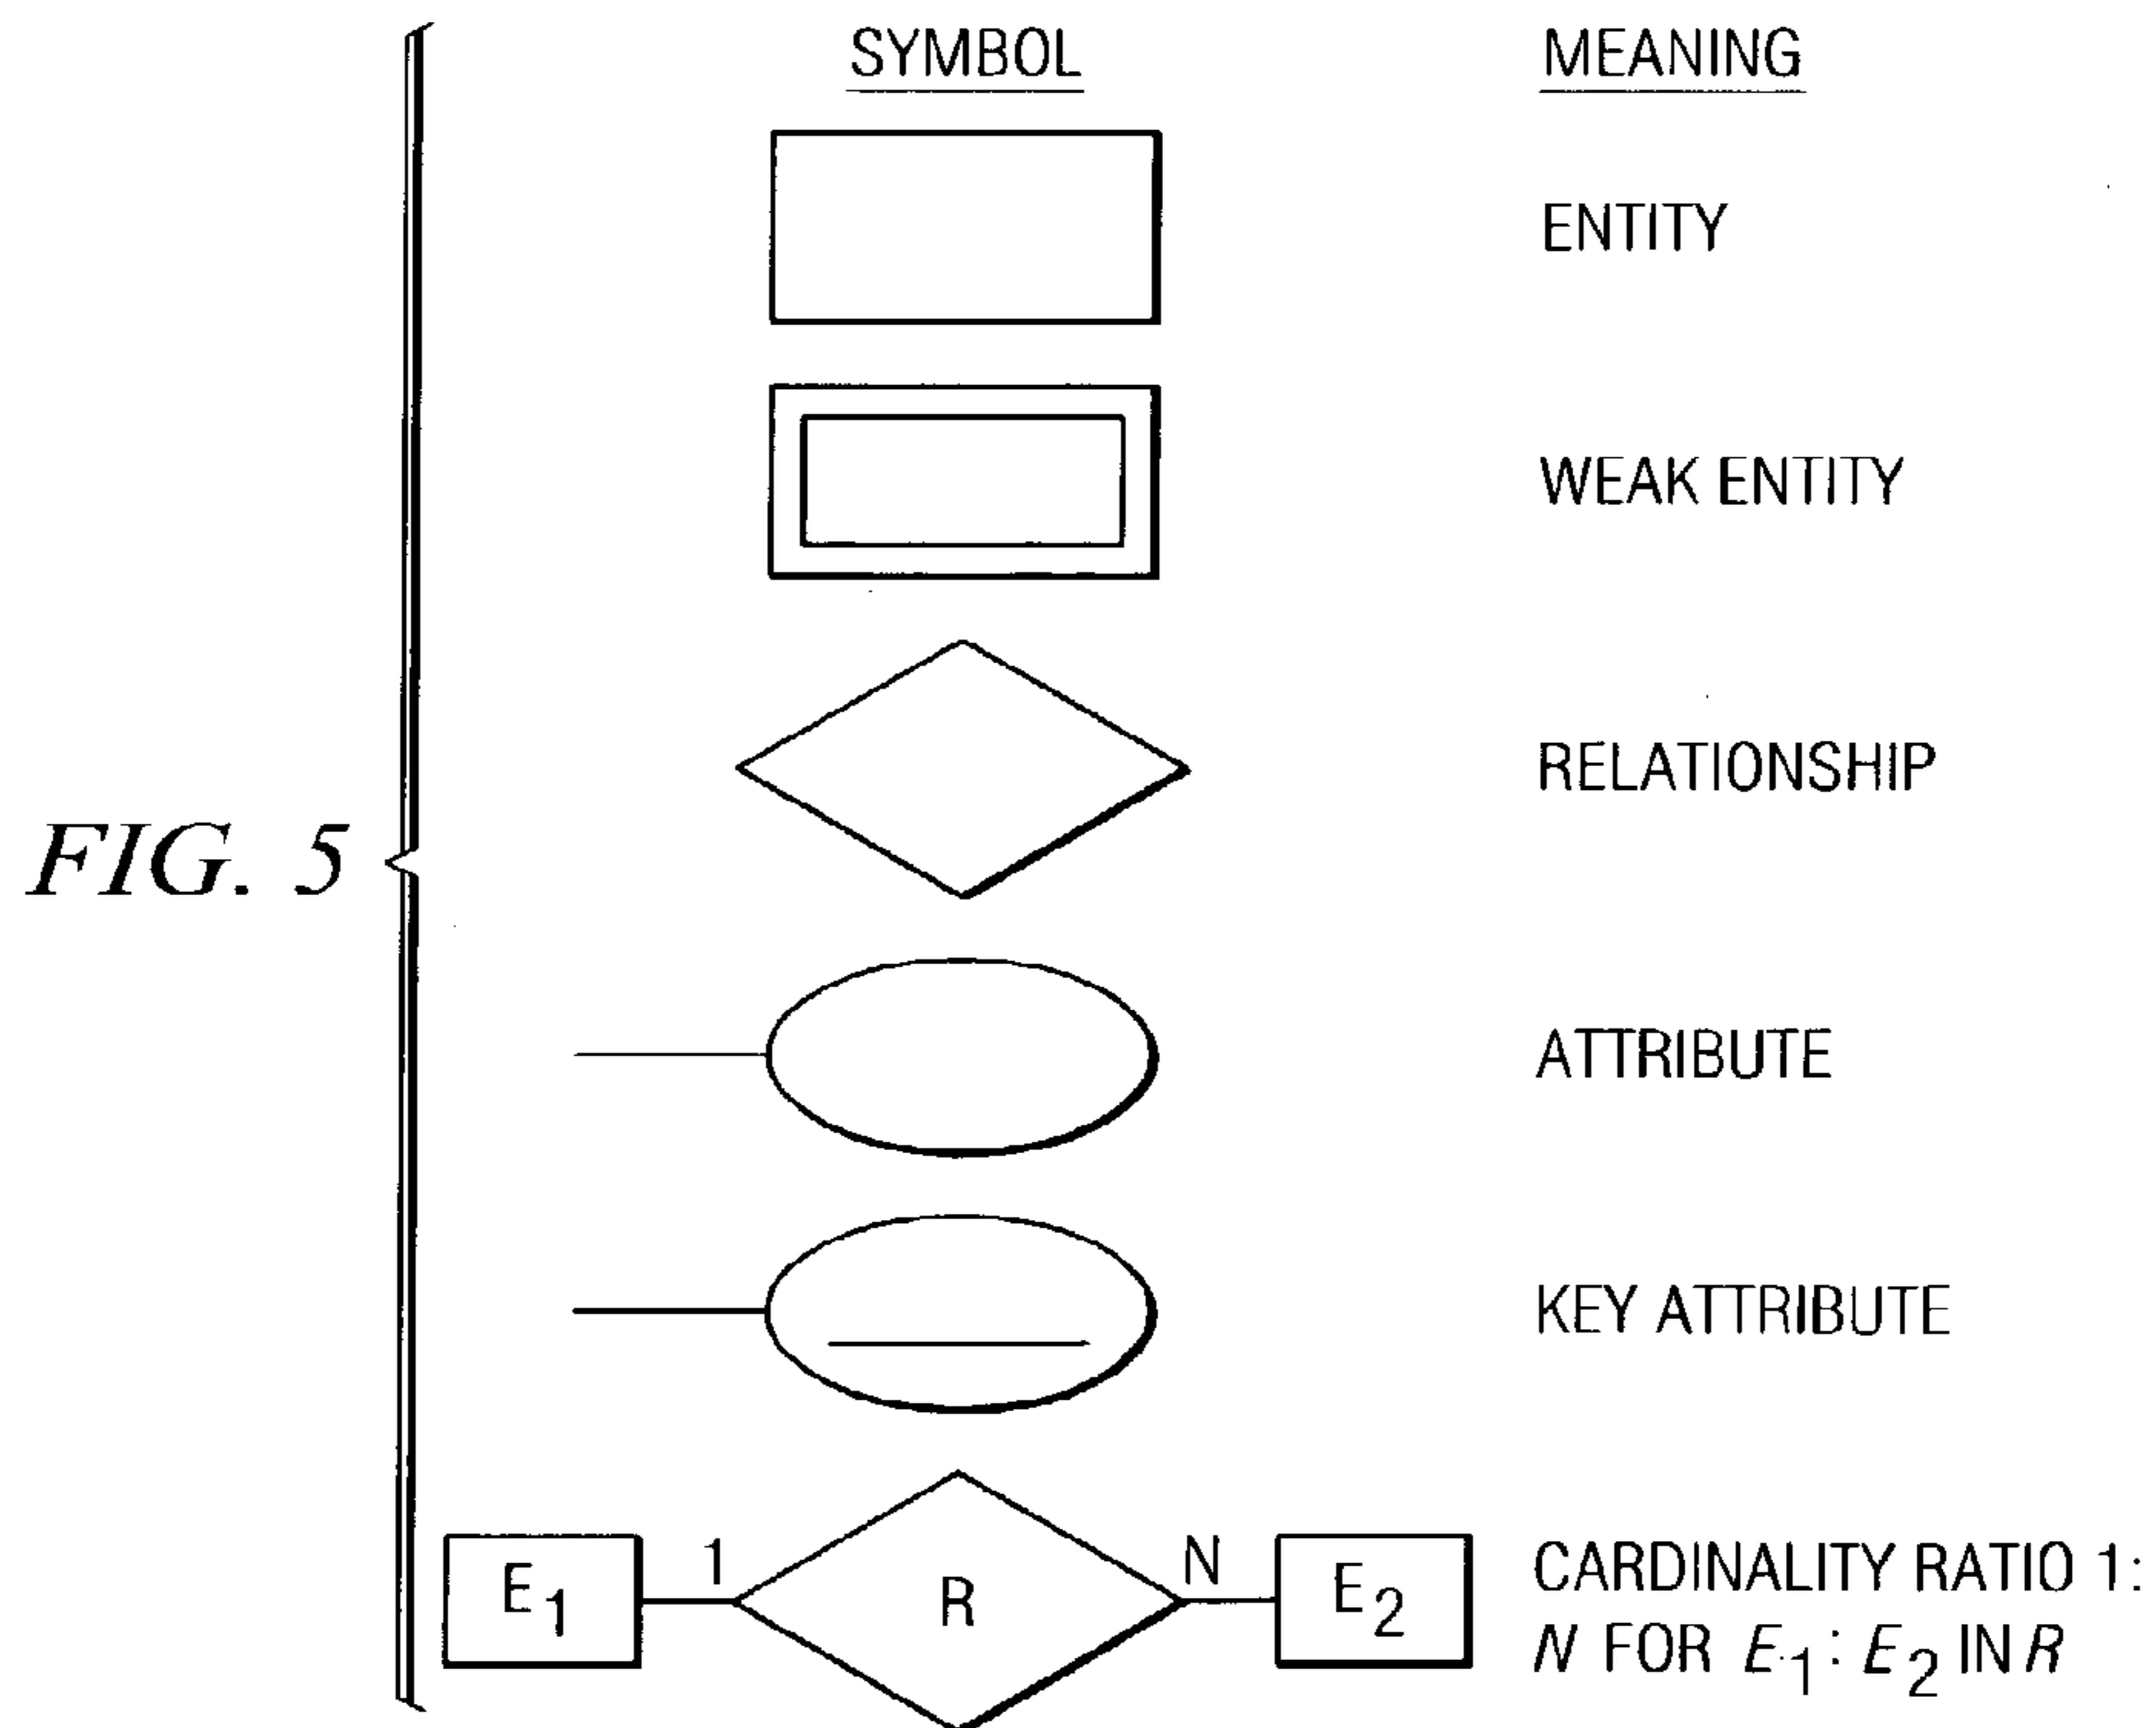 SYMBOL MEANING
ENTITY
WEAK ENTITY
RELATIONSHIP
FIG. 5
ATTRIBUTE
KEY ATTRIBUTE
E1 1 R N E2
CARDINALITY RATIO 1:
N FOR E1 : E2 IN R